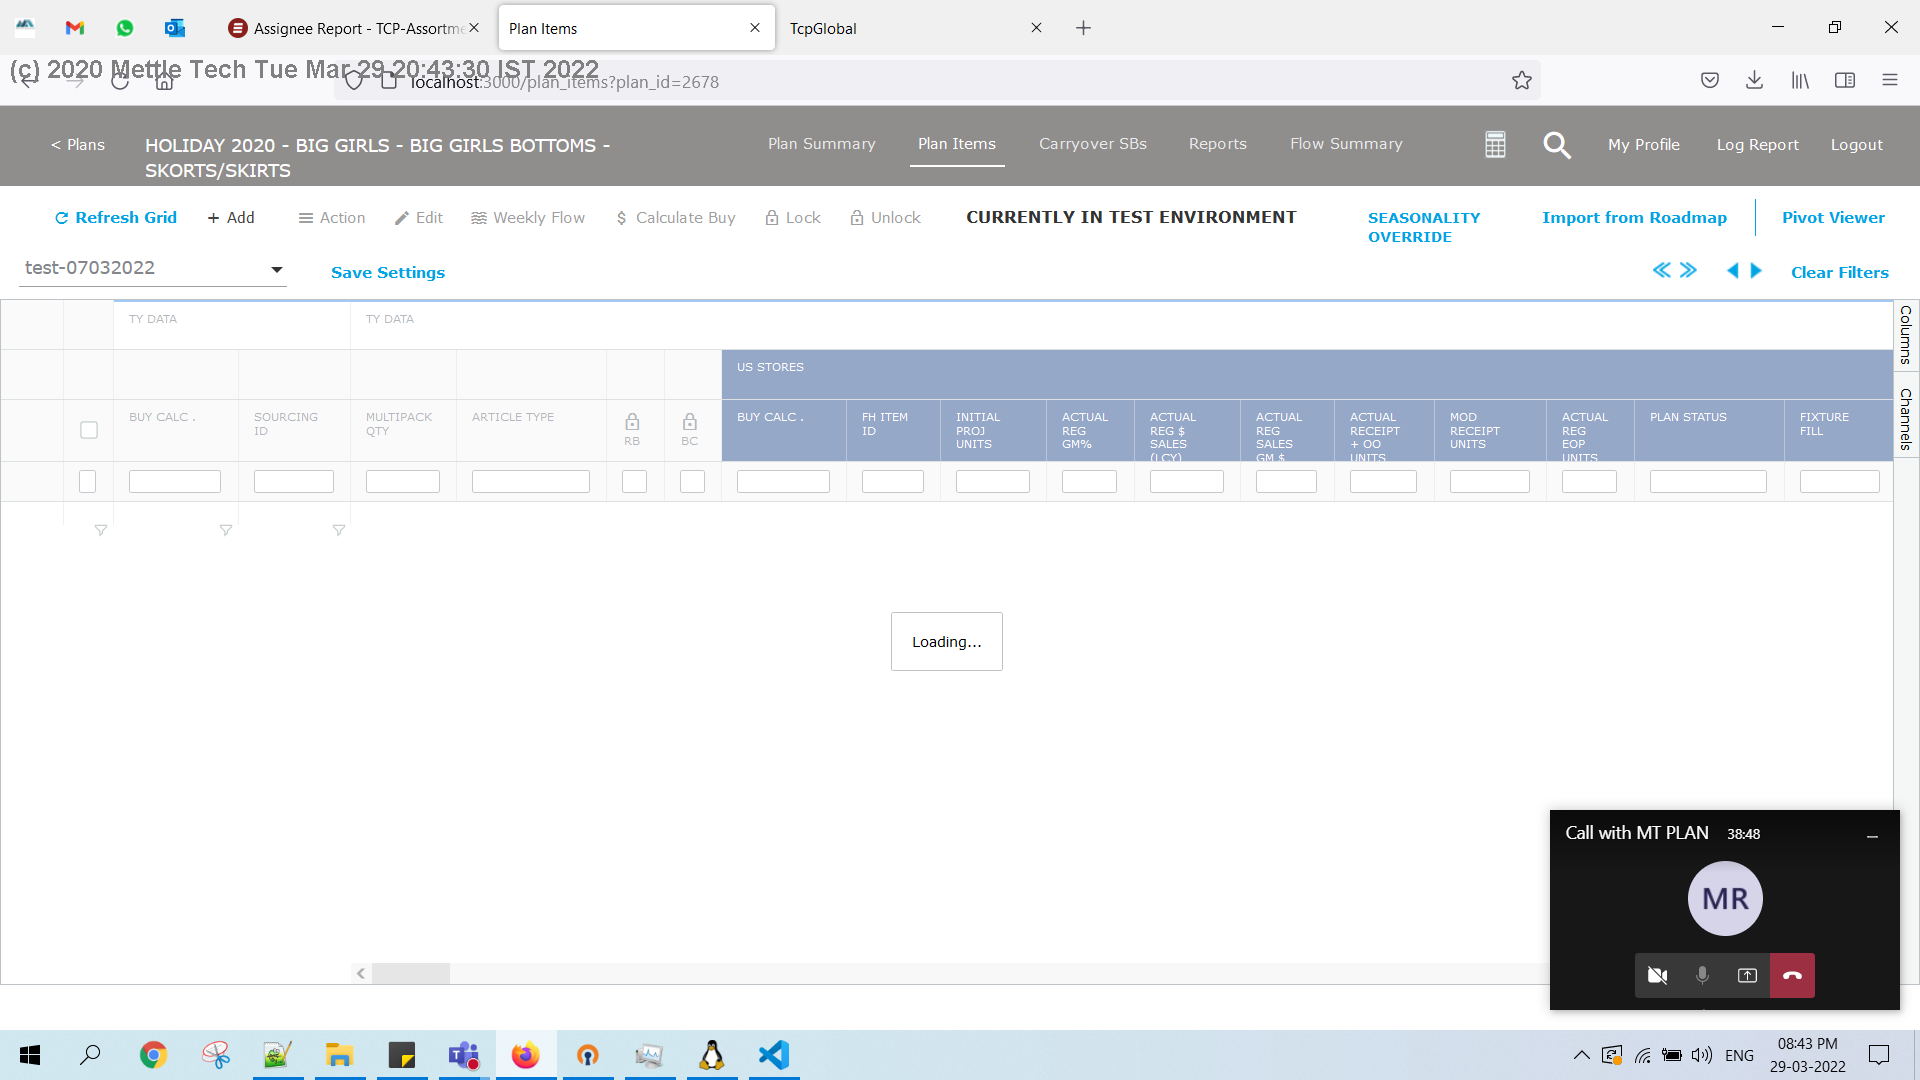 Assignee Report - TCP-Assortme
Plan Items
TcpGlobal
(c) 2020 Mettle Tech Tue Mar 29 20:43:30 IST 2022
localhost:3000/plan_items?plan_id=2678
< Plans
HOLIDAY 2020 - BIG GIRLS - BIG GIRLS BOTTOMS -
SKORTS/SKIRTS
Plan Summary
Plan Items
Carryover SBs
Reports
Flow Summary
My Profile
Log Report
Logout
Refresh Grid
+ Add
Action
Edit
Weekly Flow
$ Calculate Buy
Lock
Unlock
CURRENTLY IN TEST ENVIRONMENT
SEASONALITY
OVERRIDE
Import from Roadmap
Pivot Viewer
test-07032022
Save Settings
Clear Filters
TY DATA
TY DATA
Columns
Channels
US STORES
BUY CALC .
SOURCING
ID
MULTIPACK
QTY
ARTICLE TYPE
RB
BC
BUY CALC .
FH ITEM
ID
INITIAL
PROJ
UNITS
ACTUAL
REG
GM%
ACTUAL
REG $
SALES
(LCY)
ACTUAL
REG
SALES
GM $
ACTUAL
RECEIPT
+ OO
UNITS
MOD
RECEIPT
UNITS
ACTUAL
REG
EOP
UNITS
PLAN STATUS
FIXTURE
FILL
Loading...
Call with MT PLAN 38:48
MR
ENG
08:43 PM
29-03-2022